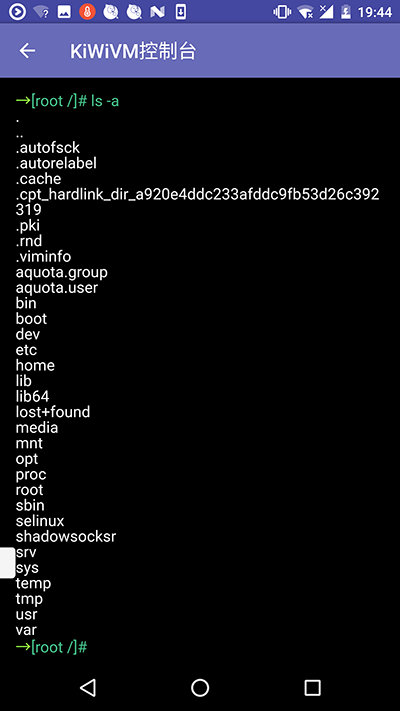 19:44
KiWiVM控制台
→[root /]# ls -a
.
..
.autofsck
.autorelabel
.cache
.cpt_hardlink_dir_a920e4ddc233afddc9fb53d26c392
319
.pki
.rnd
.viminfo
aquota.group
aquota.user
bin
boot
dev
etc
home
lib
lib64
lost+found
media
mnt
opt
proc
root
sbin
selinux
shadowsocksr
srv
sys
temp
tmp
usr
var
→[root /]#